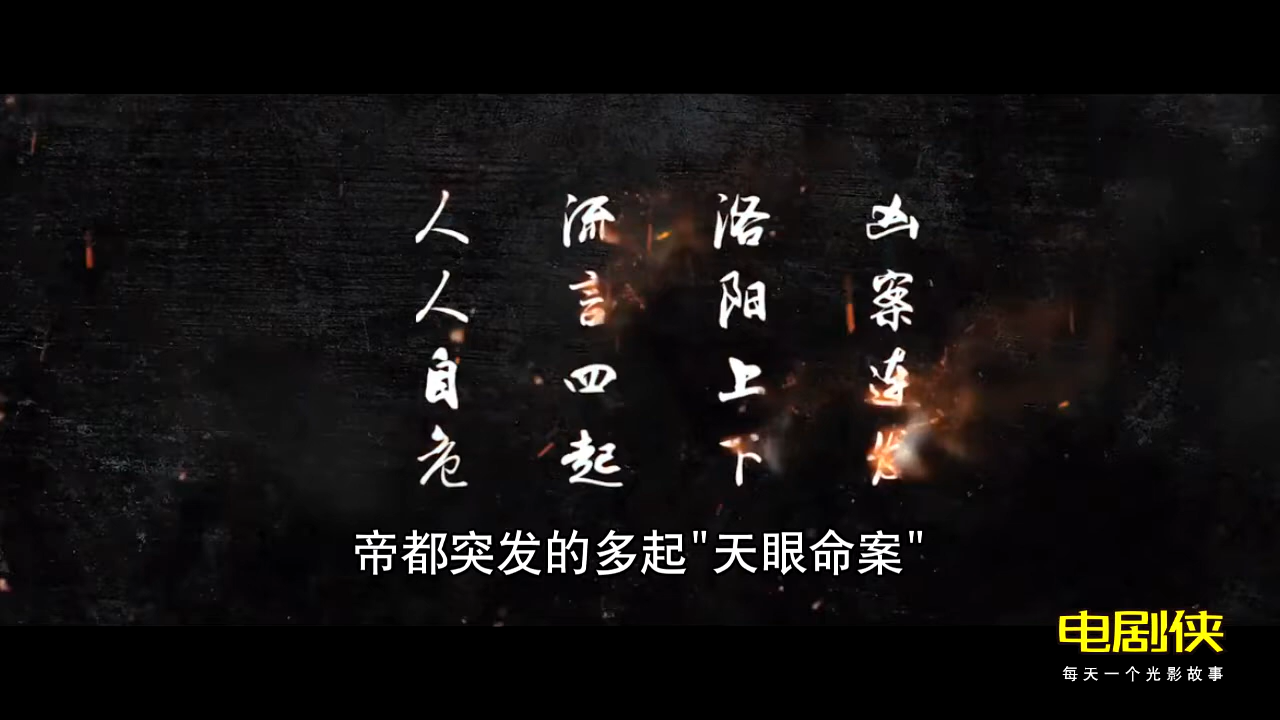 凶案连发
洛阳上下
流言四起
人人自危
帝都突发的多起"天眼命案"
电剧侠
每天一个光影故事